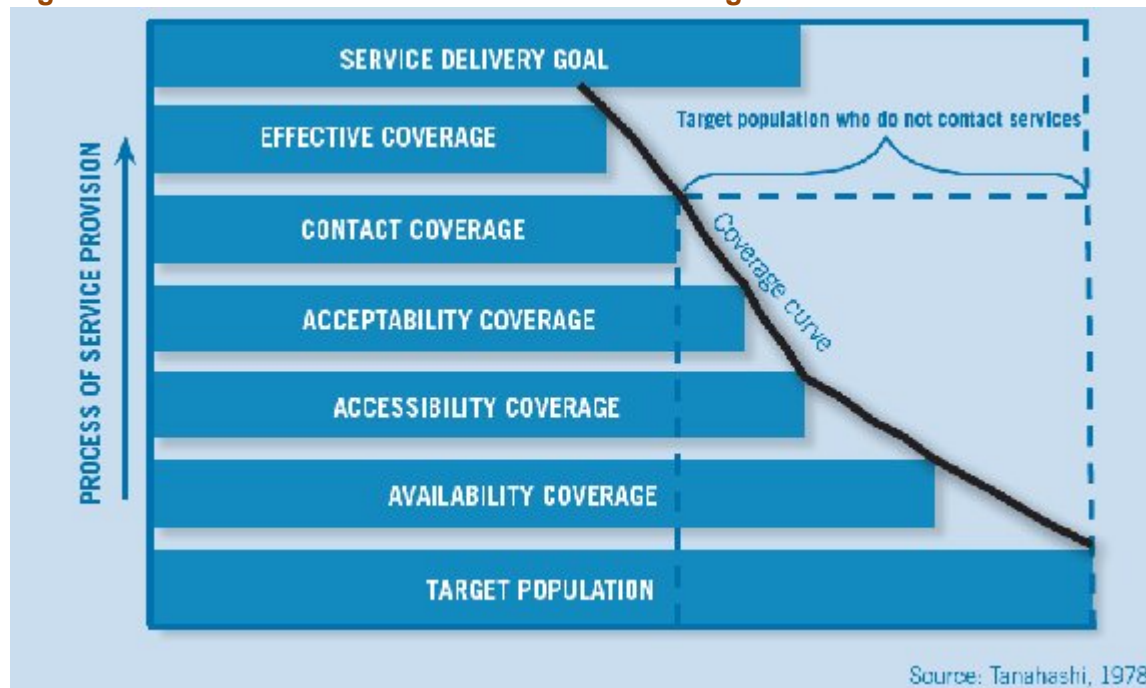 SERVICE DELIVERY GOAL
EFFECTIVE COVERAGE
Target population who do not contact services
CONTACT COVERAGE
Coverage curve
ACCEPTABILITY COVERAGE
ACCESSIBILITY COVERAGE
AVAILABILITY COVERAGE
TARGET POPULATION
PROCESS OF SERVICE PROVISION
Source: Tanahashi, 1978